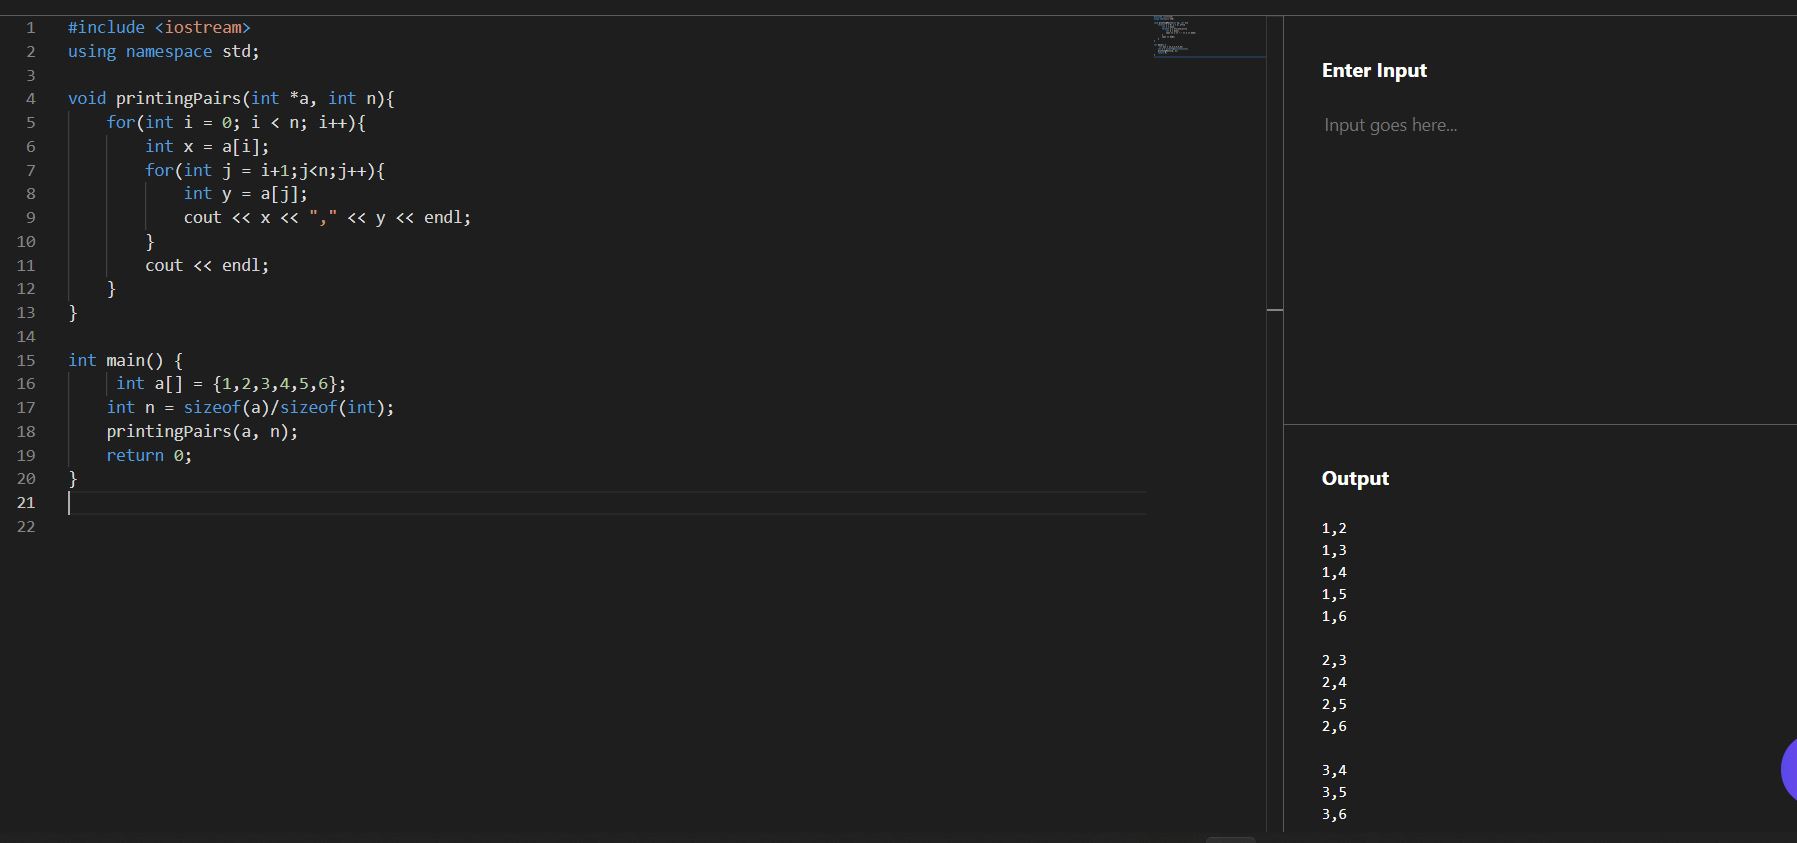 1 #include <iostream>
2 using namespace std;
3
4 void printingPairs(int *a, int n){
5     for(int i = 0; i < n; i++){
6         int x = a[i];
7         for(int j = i+1;j<n;j++){
8             int y = a[j];
9             cout << x << "," << y << endl;
10         }
11         cout << endl;
12     }
13 }
14
15 int main() {
16      int a[] = {1,2,3,4,5,6};
17     int n = sizeof(a)/sizeof(int);
18     printingPairs(a, n);
19     return 0;
20 }
21
22
Enter Input
Input goes here...
Output
1,2
1,3
1,4
1,5
1,6

2,3
2,4
2,5
2,6

3,4
3,5
3,6